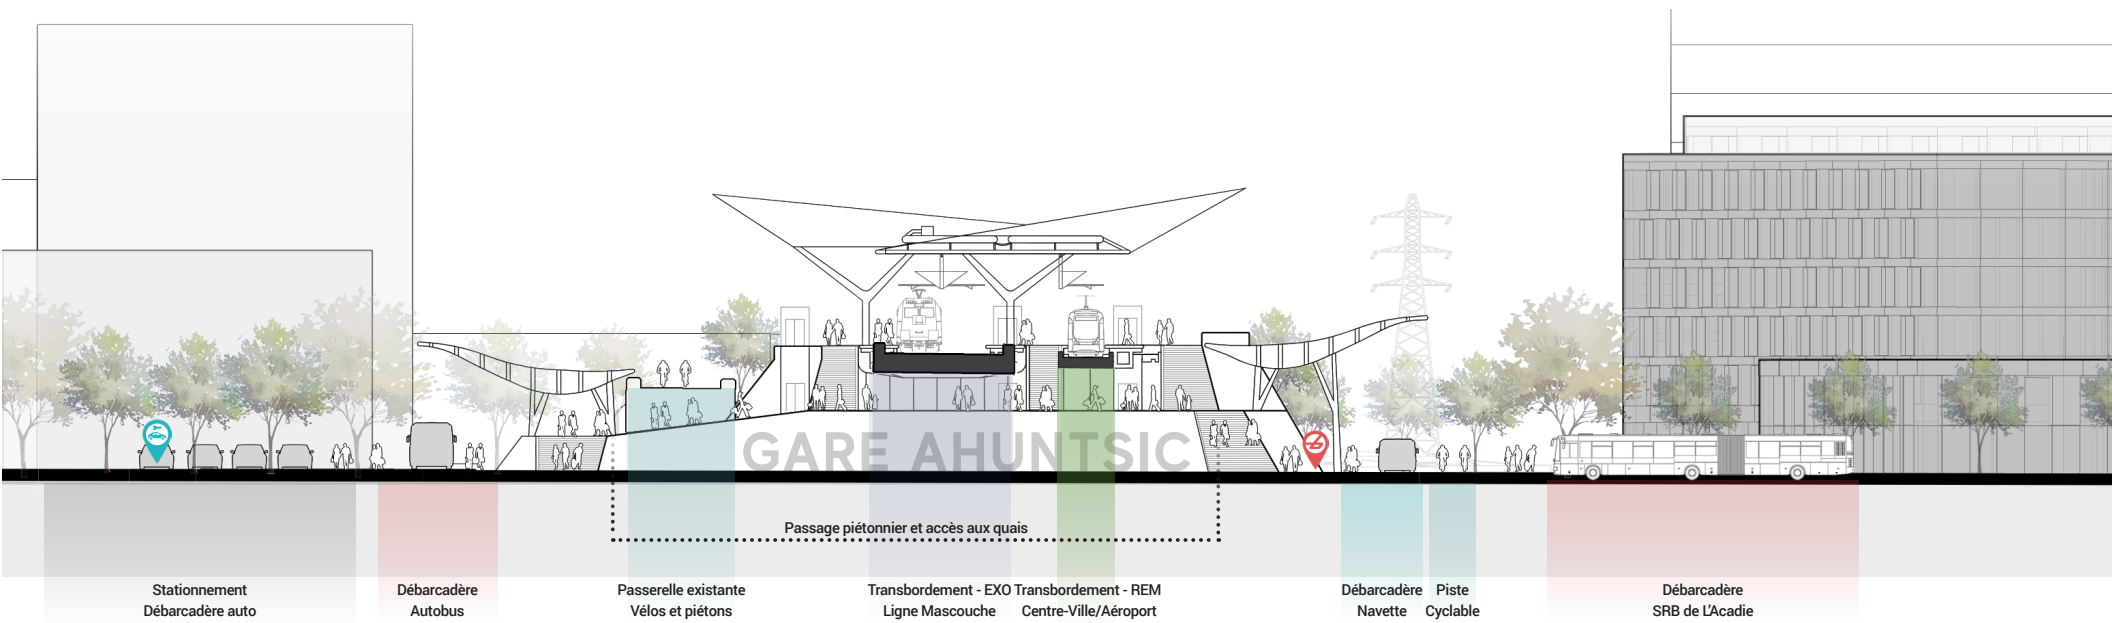 GARE AHUNTSIC
Passage piétonnier et accès aux quais
Stationnement
Débarcadère auto
Débarcadère
Autobus
Passerelle existante
Vélos et piétons
Transbordement - EXO
Ligne Mascouche
Transbordement - REM
Centre-Ville/Aéroport
Débarcadère
Navette
Piste
Cyclable
Débarcadère
SRB de L'Acadie